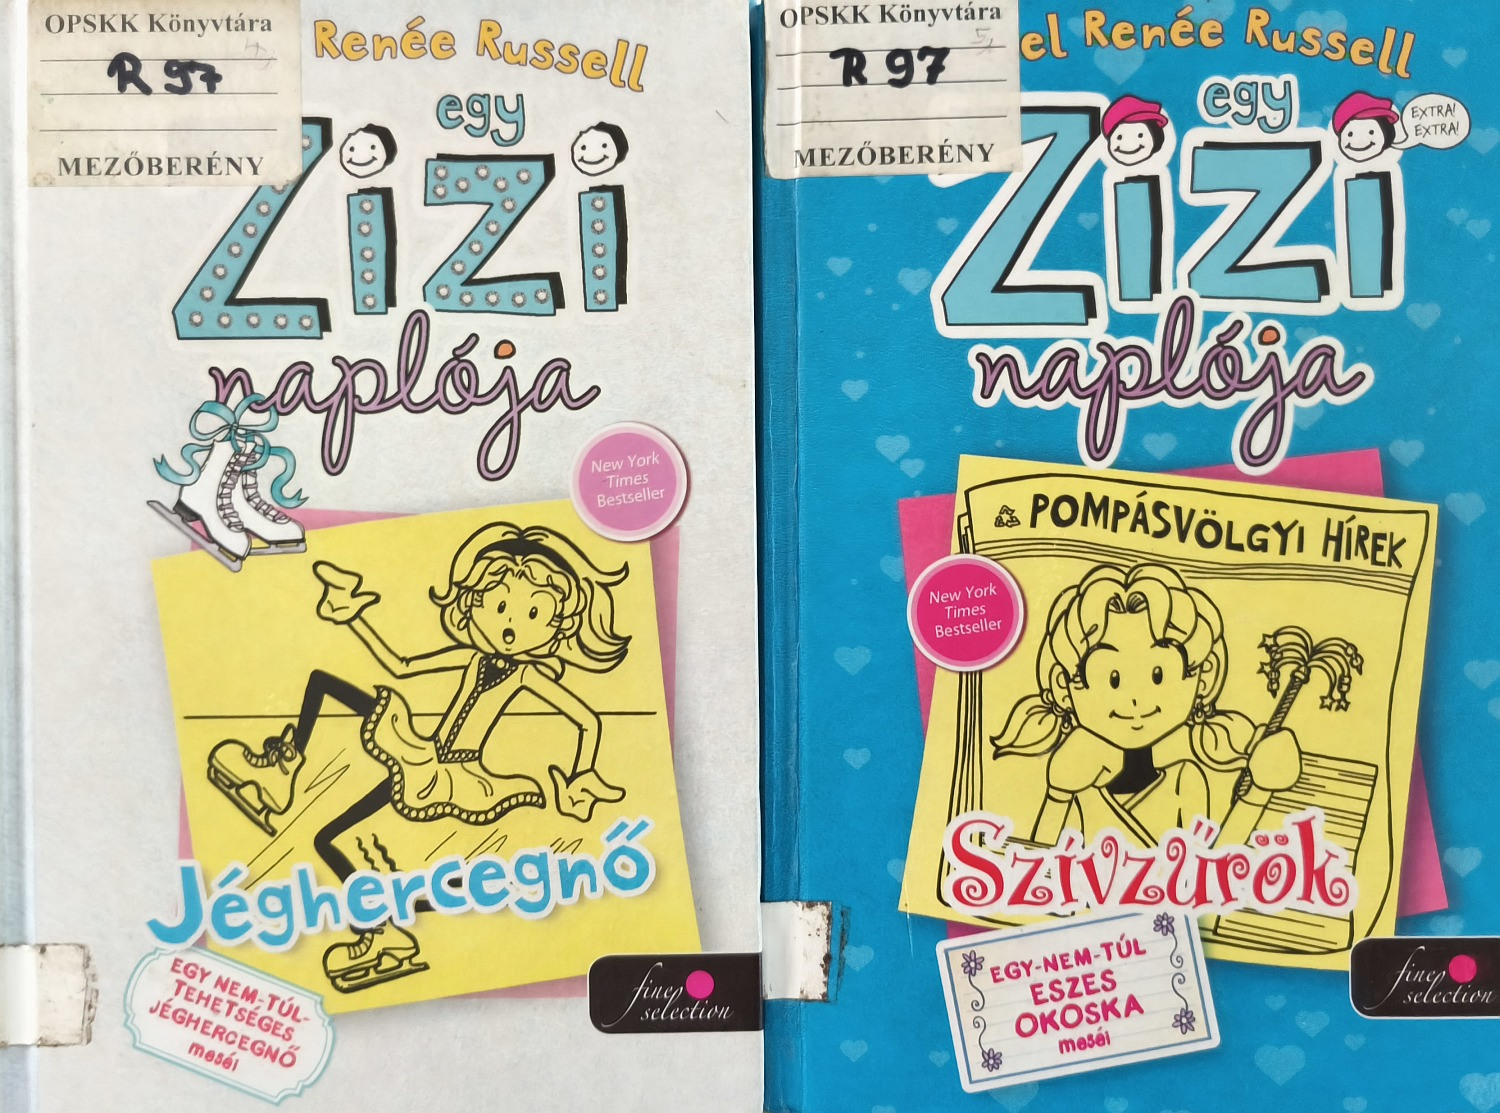 OPSKK Könyvtára
R 97
MEZŐBERÉNY
Renée Russell
egy
Zizi
naplója
New York
Times
Bestseller
Jéghercegnő
EGY NEM-TÚL-
TEHETSÉGES
JÉGHERCEGNŐ
meséi
fine
selection
OPSKK Könyvtára
R 97
MEZŐBERÉNY
el Renée Russell
egy
Zizi
EXTRA!
EXTRA!
naplója
POMPÁSVÖLGYI HÍREK
New York
Times
Bestseller
Szívzűrök
EGY-NEM-TÚL
ESZES
OKOSKA
meséi
fine
selection